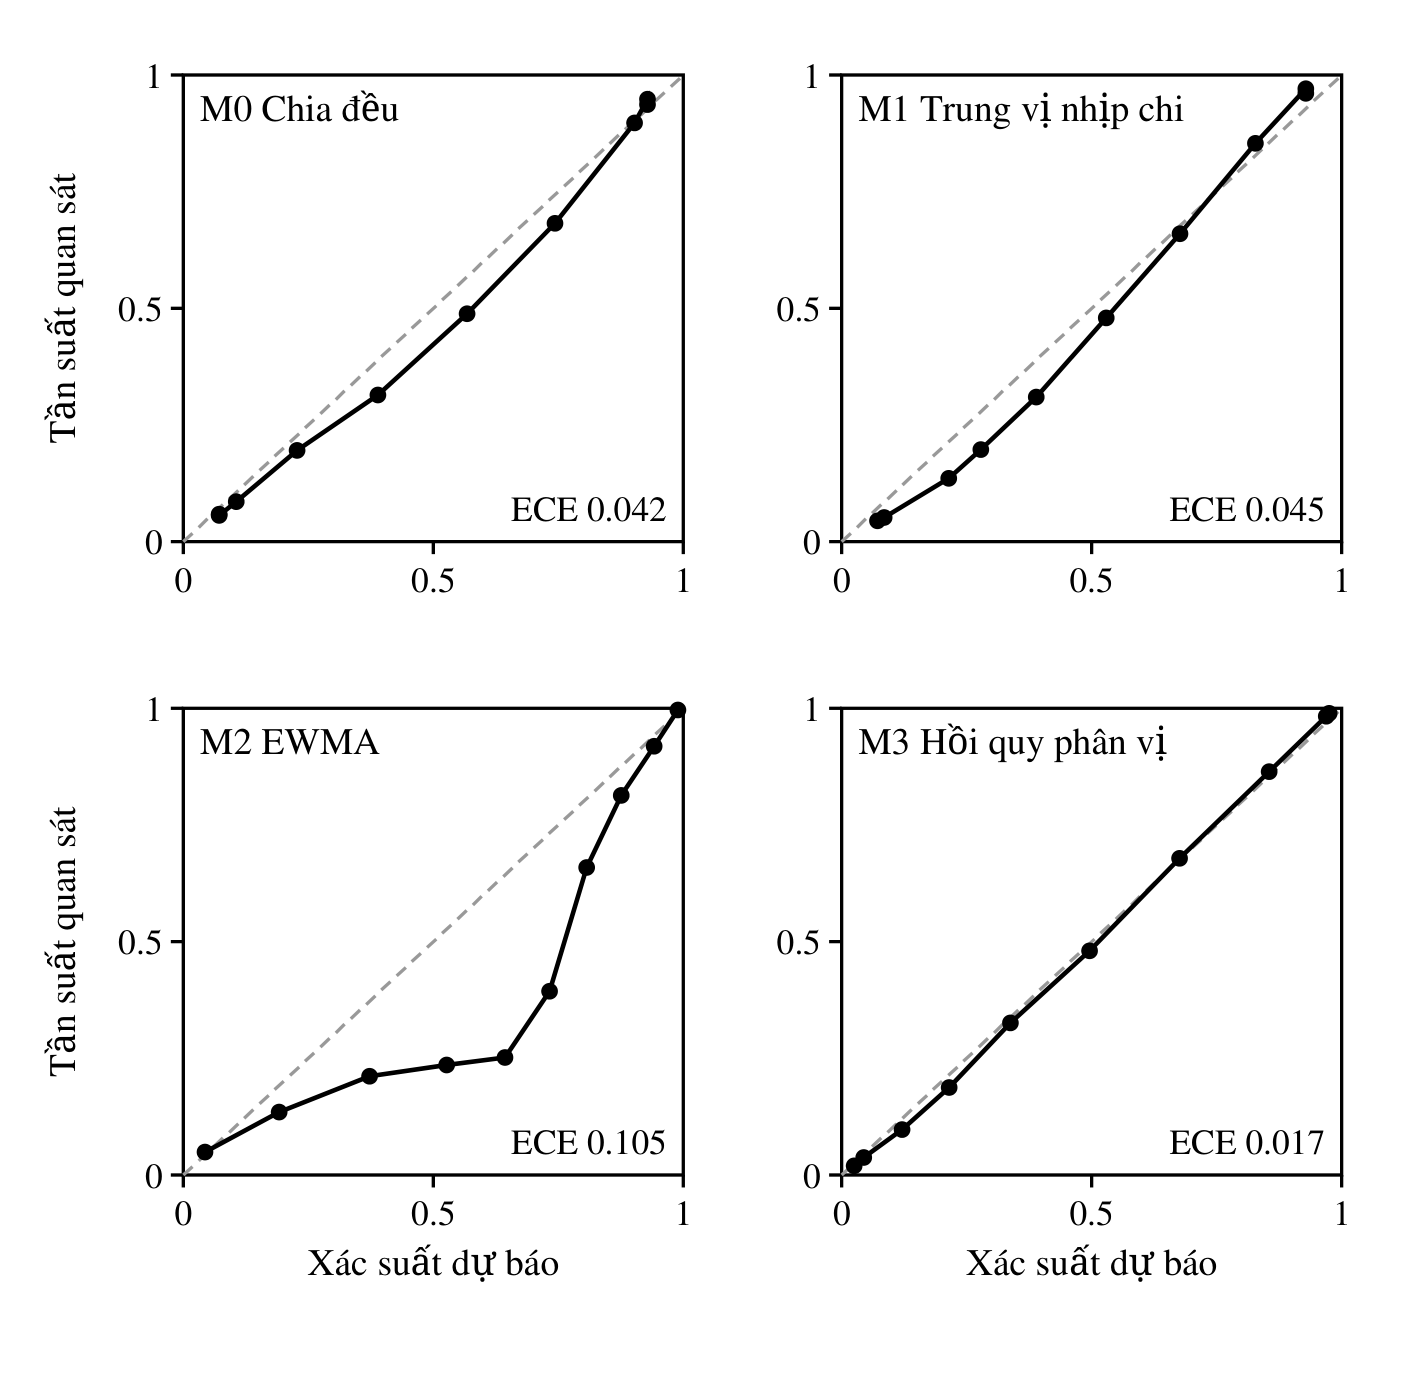 M0 Chia đều
Tần suất quan sát
1
0.5
0
ECE 0.042
0 0.5 1
M1 Trung vị nhịp chi
1
0.5
0
ECE 0.045
0 0.5 1
M2 EWMA
Tần suất quan sát
1
0.5
0
ECE 0.105
0 0.5 1
Xác suất dự báo
M3 Hồi quy phân vị
1
0.5
0
ECE 0.017
0 0.5 1
Xác suất dự báo